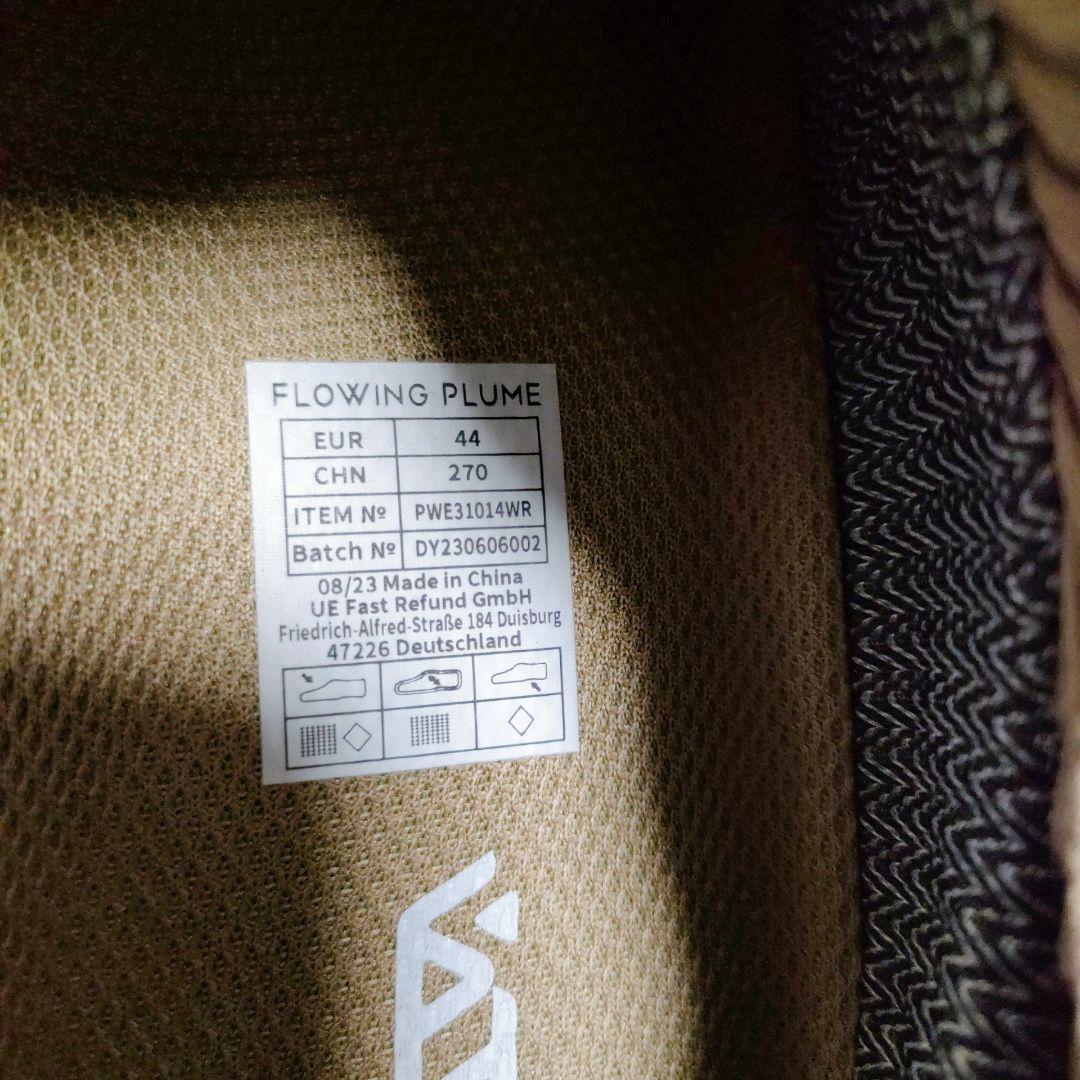 FLOWING PLUME
EUR 44
CHN 270
ITEM Nº PWE31014WR
Batch Nº DY230606002
08/23 Made in China
UE Fast Refund GmbH
Friedrich-Alfred-Straße 184 Duisburg
47226 Deutschland